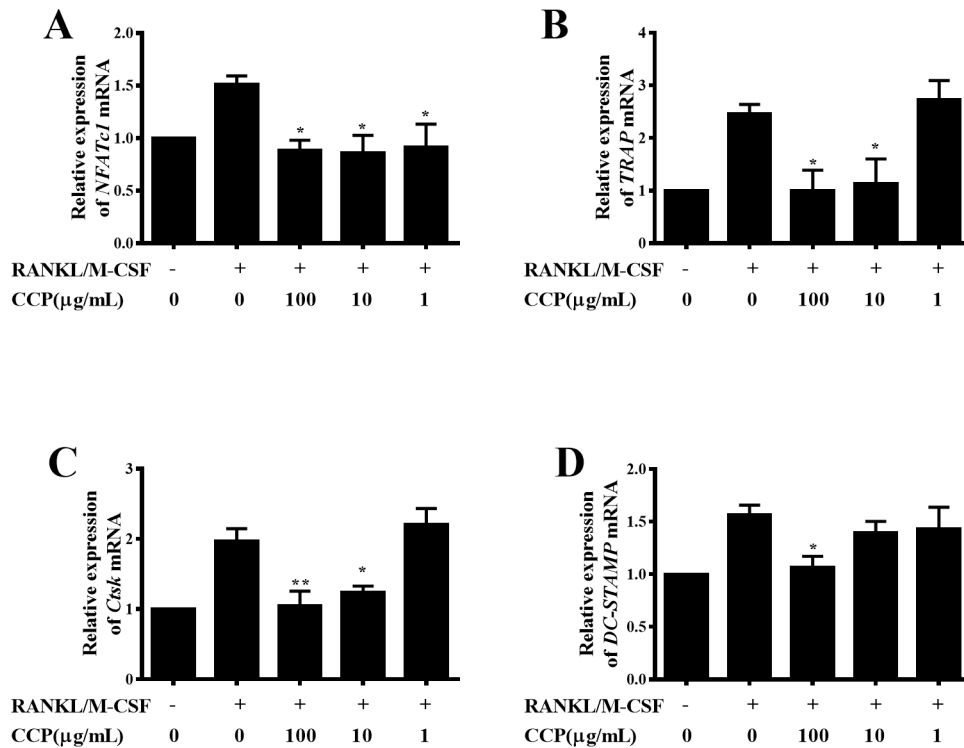 A
Relative expression
of NFATc1 mRNA
2.0
1.5
1.0
0.5
0.0
* * *
RANKL/M-CSF - + + + +
CCP(μg/mL) 0 0 100 10 1
B
Relative expression
of TRAP mRNA
4
3
2
1
0
* *
RANKL/M-CSF - + + + +
CCP(μg/mL) 0 0 100 10 1
C
Relative expression
of Ctsk mRNA
3
2
1
0
** *
RANKL/M-CSF - + + + +
CCP(μg/mL) 0 0 100 10 1
D
Relative expression
of DC-STAMP mRNA
2.0
1.5
1.0
0.5
0.0
*
RANKL/M-CSF - + + + +
CCP(μg/mL) 0 0 100 10 1